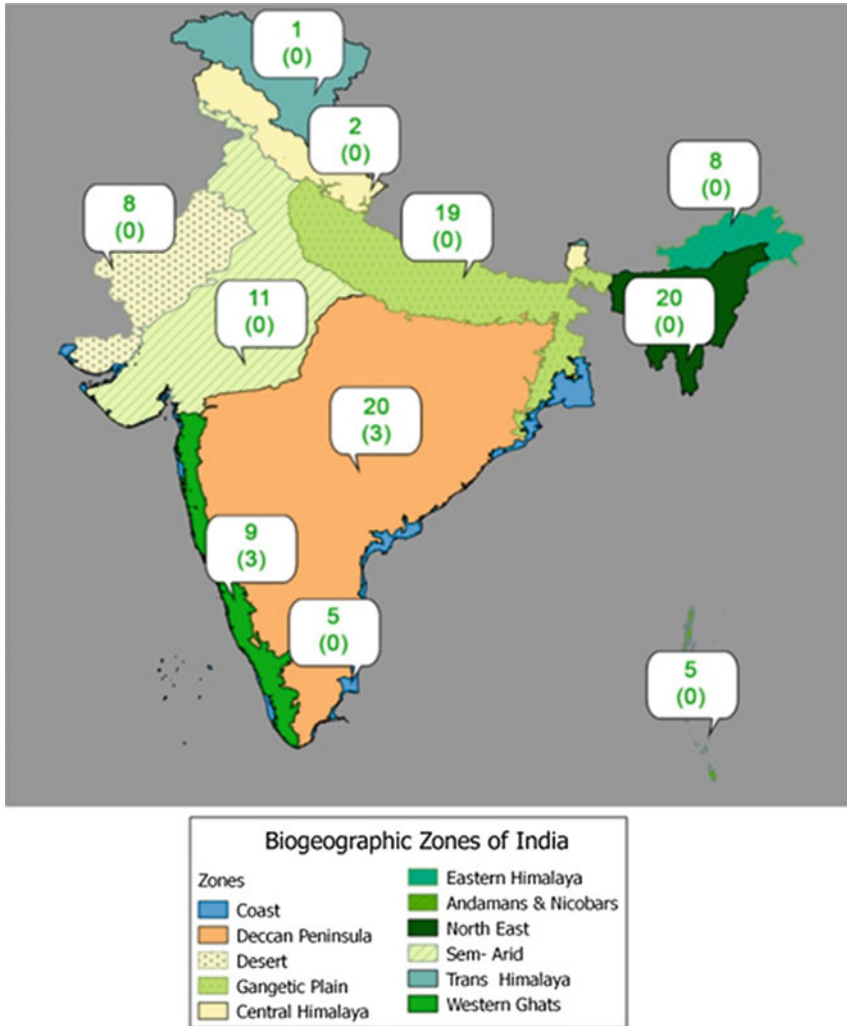 1
(0)
2
(0)
8
(0)
8
(0)
19
(0)
11
(0)
20
(0)
20
(3)
9
(3)
5
(0)
5
(0)
Biogeographic Zones of India
Zones
Coast
Deccan Peninsula
Desert
Gangetic Plain
Central Himalaya
Eastern Himalaya
Andamans & Nicobars
North East
Sem- Arid
Trans Himalaya
Western Ghats